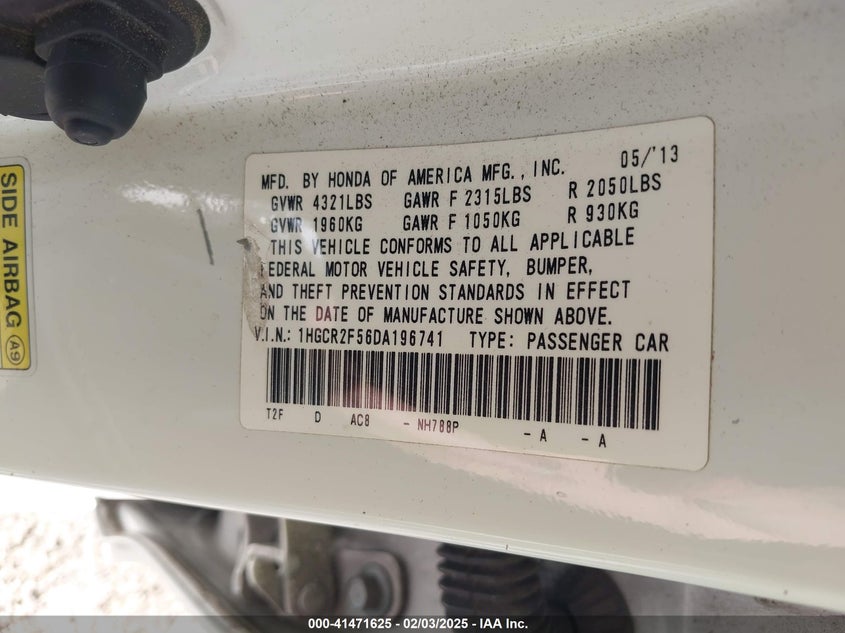 SIDE AIRBAG A9
MFD. BY HONDA OF AMERICA MFG., INC. 05/'13
GVWR 4321LBS GAWR F 2315LBS R 2050LBS
GVWR 1960KG GAWR F 1050KG R 930KG
THIS VEHICLE CONFORMS TO ALL APPLICABLE
FEDERAL MOTOR VEHICLE SAFETY, BUMPER,
AND THEFT PREVENTION STANDARDS IN EFFECT
ON THE DATE OF MANUFACTURE SHOWN ABOVE.
V.I.N.: 1HGCR2F56DA196741 TYPE: PASSENGER CAR
T2F D AC8 - NH788P - A - A
000-41471625 - 02/03/2025 - IAA Inc.